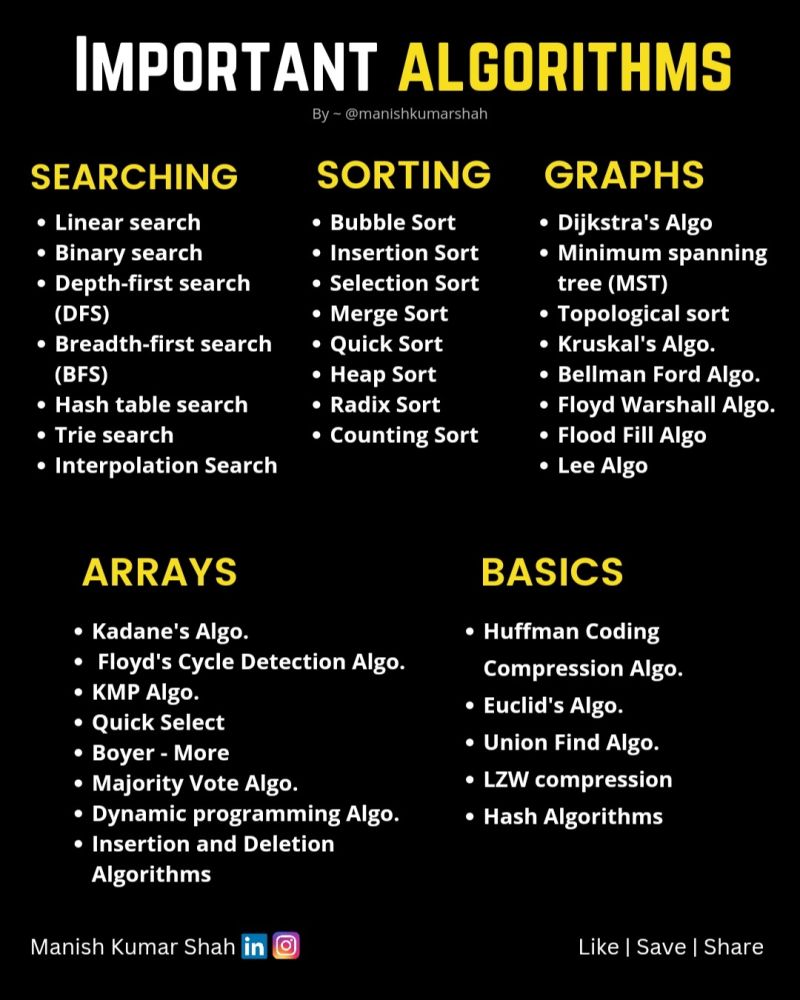 IMPORTANT ALGORITHMS
By ~ @manishkumarshah
SEARCHING
• Linear search
• Binary search
• Depth-first search
(DFS)
• Breadth-first search
(BFS)
• Hash table search
• Trie search
• Interpolation Search
SORTING
• Bubble Sort
• Insertion Sort
• Selection Sort
• Merge Sort
• Quick Sort
• Heap Sort
• Radix Sort
• Counting Sort
GRAPHS
• Dijkstra's Algo
• Minimum spanning
tree (MST)
• Topological sort
• Kruskal's Algo.
• Bellman Ford Algo.
• Floyd Warshall Algo.
• Flood Fill Algo
• Lee Algo
ARRAYS
• Kadane's Algo.
• Floyd's Cycle Detection Algo.
• KMP Algo.
• Quick Select
• Boyer - More
• Majority Vote Algo.
• Dynamic programming Algo.
• Insertion and Deletion
Algorithms
BASICS
• Huffman Coding
Compression Algo.
• Euclid's Algo.
• Union Find Algo.
• LZW compression
• Hash Algorithms
Manish Kumar Shah in
Like | Save | Share